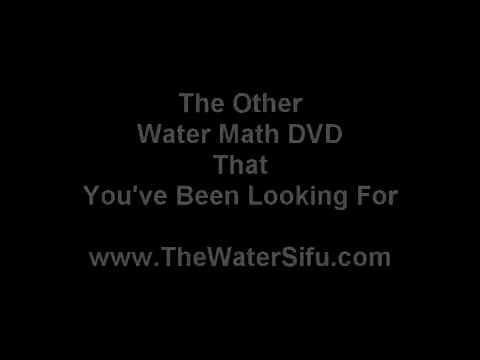 The Other
Water Math DVD
That
You've Been Looking For
www.TheWaterSifu.com